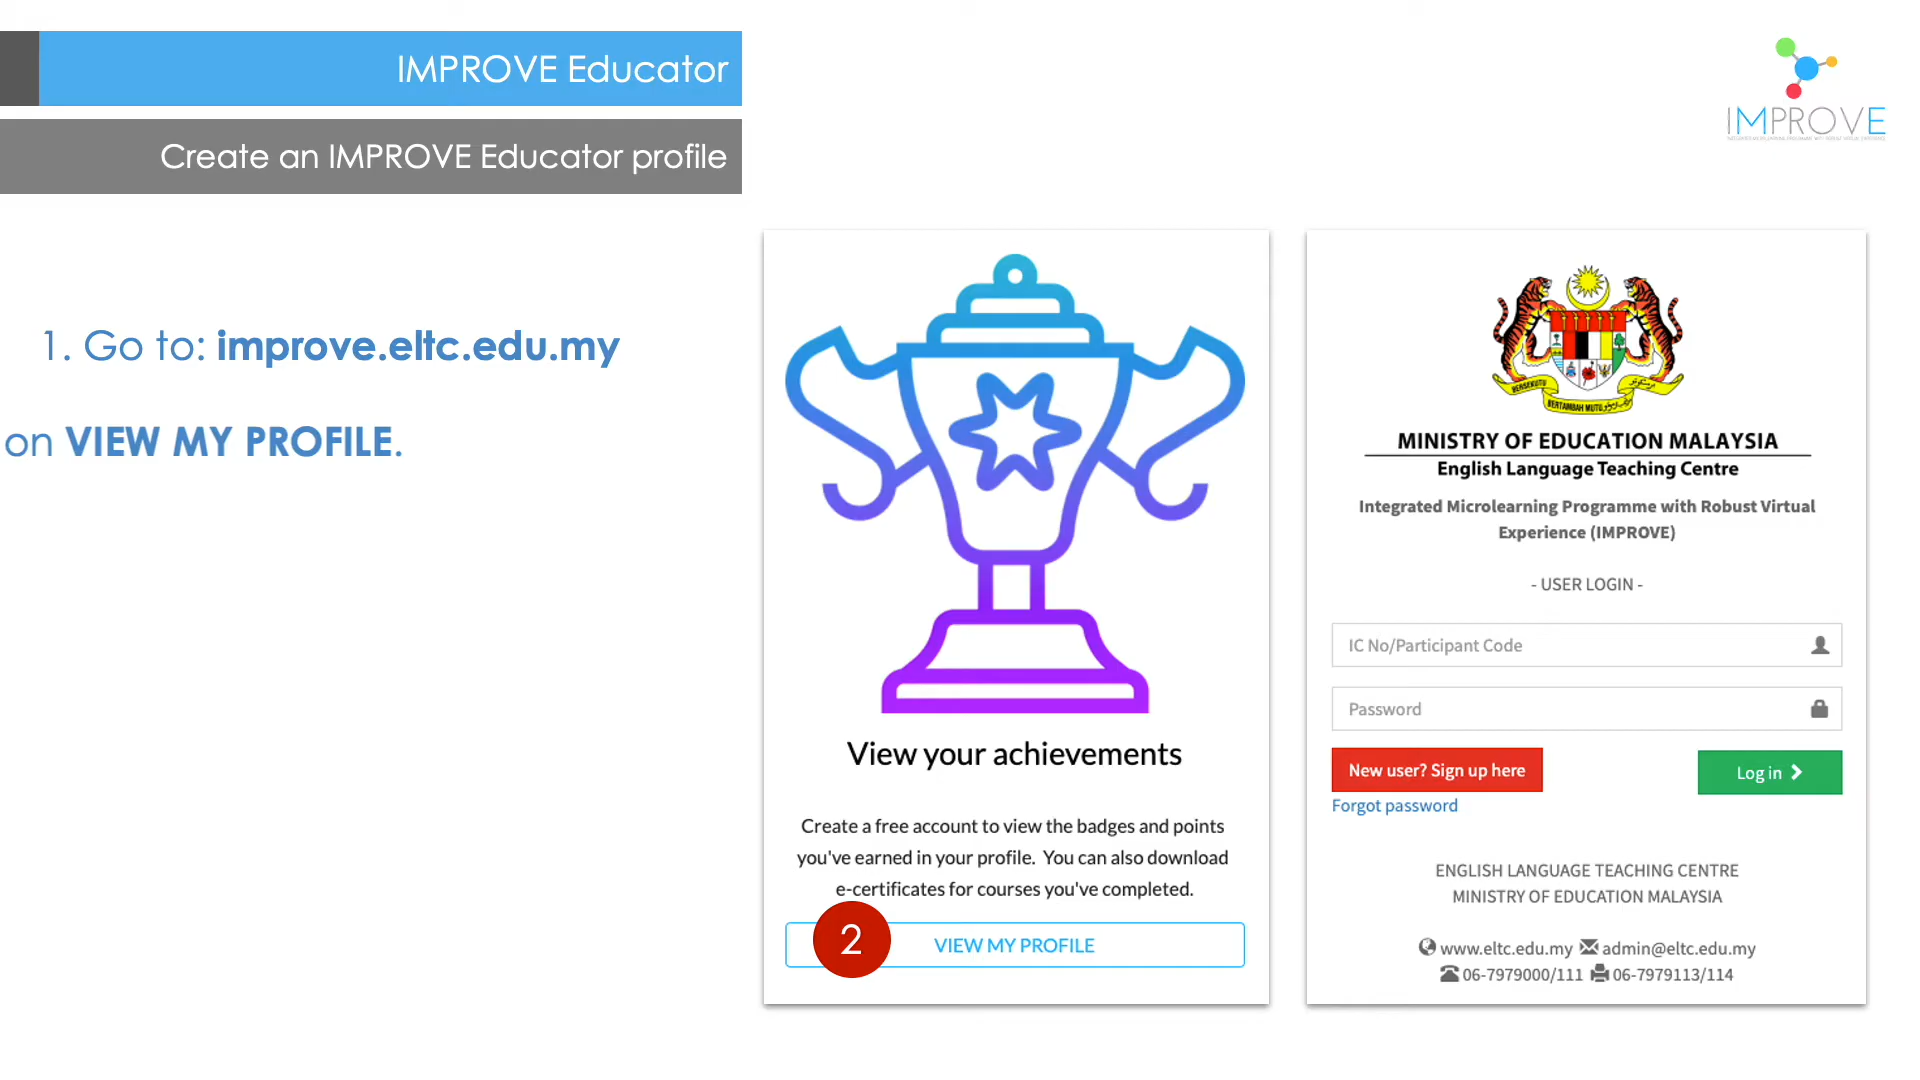 IMPROVE Educator
Create an IMPROVE Educator profile
IMPROVE
1. Go to: improve.eltc.edu.my
on VIEW MY PROFILE.
View your achievements
Create a free account to view the badges and points
you've earned in your profile. You can also download
e-certificates for courses you've completed.
2
VIEW MY PROFILE
BERSEKUTU
BERTAMBAH MUTU
MINISTRY OF EDUCATION MALAYSIA
English Language Teaching Centre
Integrated Microlearning Programme with Robust Virtual
Experience (IMPROVE)
- USER LOGIN -
IC No/Participant Code
Password
New user? Sign up here
Log in
Forgot password
ENGLISH LANGUAGE TEACHING CENTRE
MINISTRY OF EDUCATION MALAYSIA
www.eltc.edu.my admin@eltc.edu.my
06-7979000/111 06-7979113/114